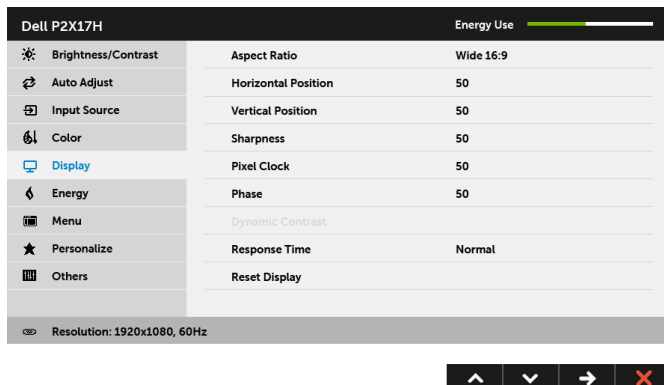 Dell P2X17H Energy Use
Brightness/Contrast Aspect Ratio Wide 16:9
Auto Adjust Horizontal Position 50
Input Source Vertical Position 50
Color Sharpness 50
Display Pixel Clock 50
Energy Phase 50
Menu Dynamic Contrast
Personalize Response Time Normal
Others Reset Display
Resolution: 1920x1080, 60Hz